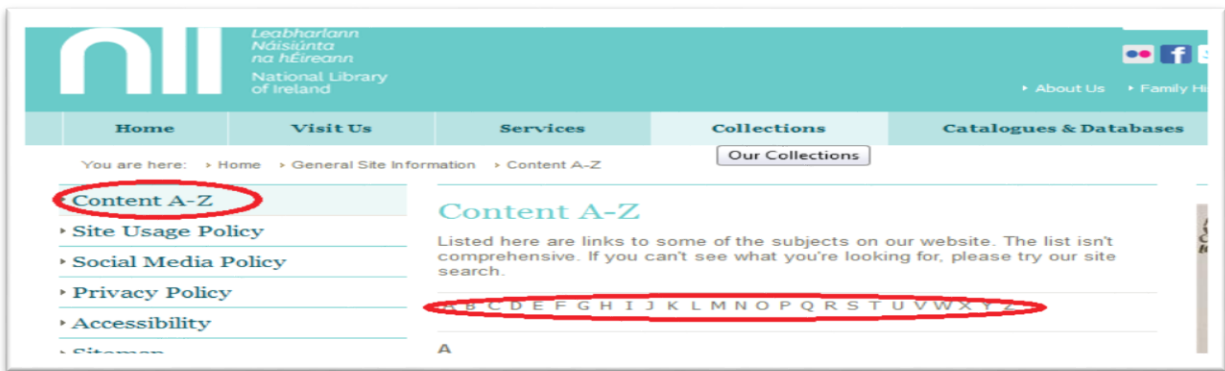 Leabharlann
Náisiúnta
na hÉireann
National Library
of Ireland
About Us Family Hi
Home Visit Us Services Collections Catalogues & Databases
Our Collections
You are here: Home General Site Information Content A-Z
Content A-Z
Site Usage Policy
Social Media Policy
Privacy Policy
Accessibility
Sitemap
Content A-Z
Listed here are links to some of the subjects on our website. The list isn't
comprehensive. If you can't see what you're looking for, please try our site
search.
A B C D E F G H I J K L M N O P Q R S T U V W X Y Z
A